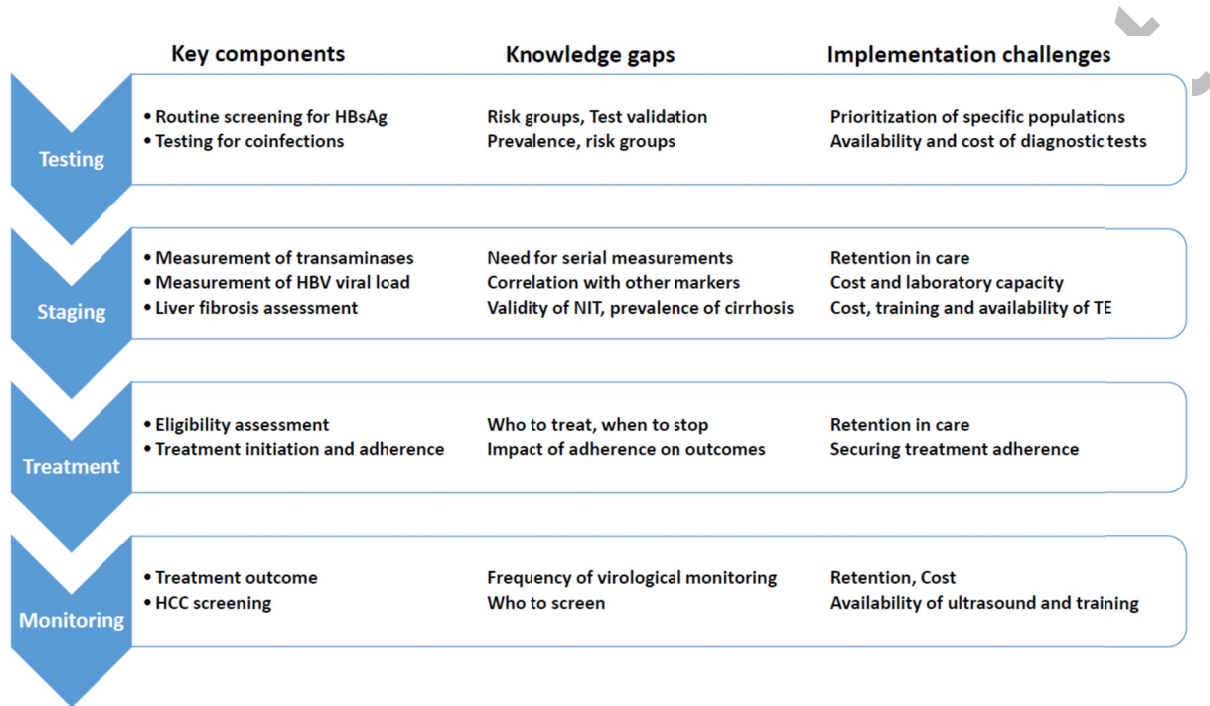 Key components Knowledge gaps Implementation challenges
Testing
• Routine screening for HBsAg Risk groups, Test validation Prioritization of specific populations
• Testing for coinfections Prevalence, risk groups Availability and cost of diagnostic tests
Staging
• Measurement of transaminases Need for serial measurements Retention in care
• Measurement of HBV viral load Correlation with other markers Cost and laboratory capacity
• Liver fibrosis assessment Validity of NIT, prevalence of cirrhosis Cost, training and availability of TE
Treatment
• Eligibility assessment Who to treat, when to stop Retention in care
• Treatment initiation and adherence Impact of adherence on outcomes Securing treatment adherence
Monitoring
• Treatment outcome Frequency of virological monitoring Retention, Cost
• HCC screening Who to screen Availability of ultrasound and training